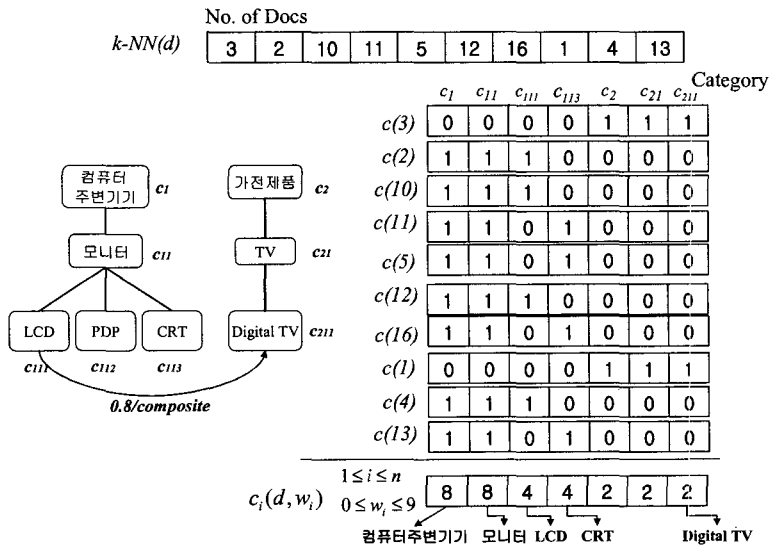 No. of Docs
k-NN(d) 3 2 10 11 5 12 16 1 4 13
Category
c1 c11 c111 c113 c2 c21 c211
c(3) 0 0 0 0 1 1 1
c(2) 1 1 1 0 0 0 0
c(10) 1 1 1 0 0 0 0
c(11) 1 1 0 1 0 0 0
c(5) 1 1 0 1 0 0 0
c(12) 1 1 1 0 0 0 0
c(16) 1 1 0 1 0 0 0
c(1) 0 0 0 0 1 1 1
c(4) 1 1 1 0 0 0 0
c(13) 1 1 0 1 0 0 0
컴퓨터
주변기기
c1
가전제품 c2
모니터 c11
TV c21
LCD PDP CRT
Digital TV c211
c111 c112 c113
0.8/composite
ci(d,wi)
1≤i≤n
0≤wi≤9
8 8 4 4 2 2 2
컴퓨터주변기기 모니터 LCD CRT Digital TV